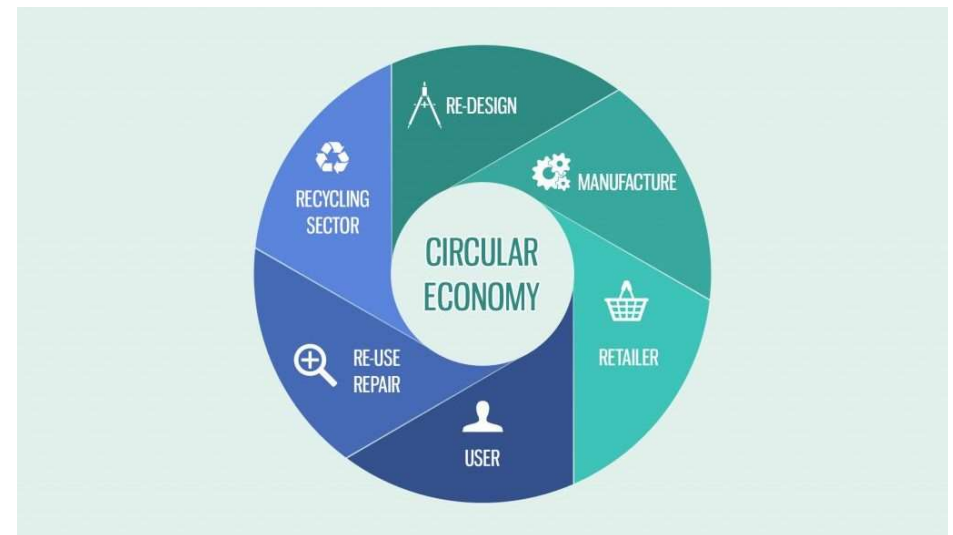 RE-DESIGN
MANUFACTURE
RETAILER
USER
RE-USE
REPAIR
RECYCLING
SECTOR
CIRCULAR
ECONOMY